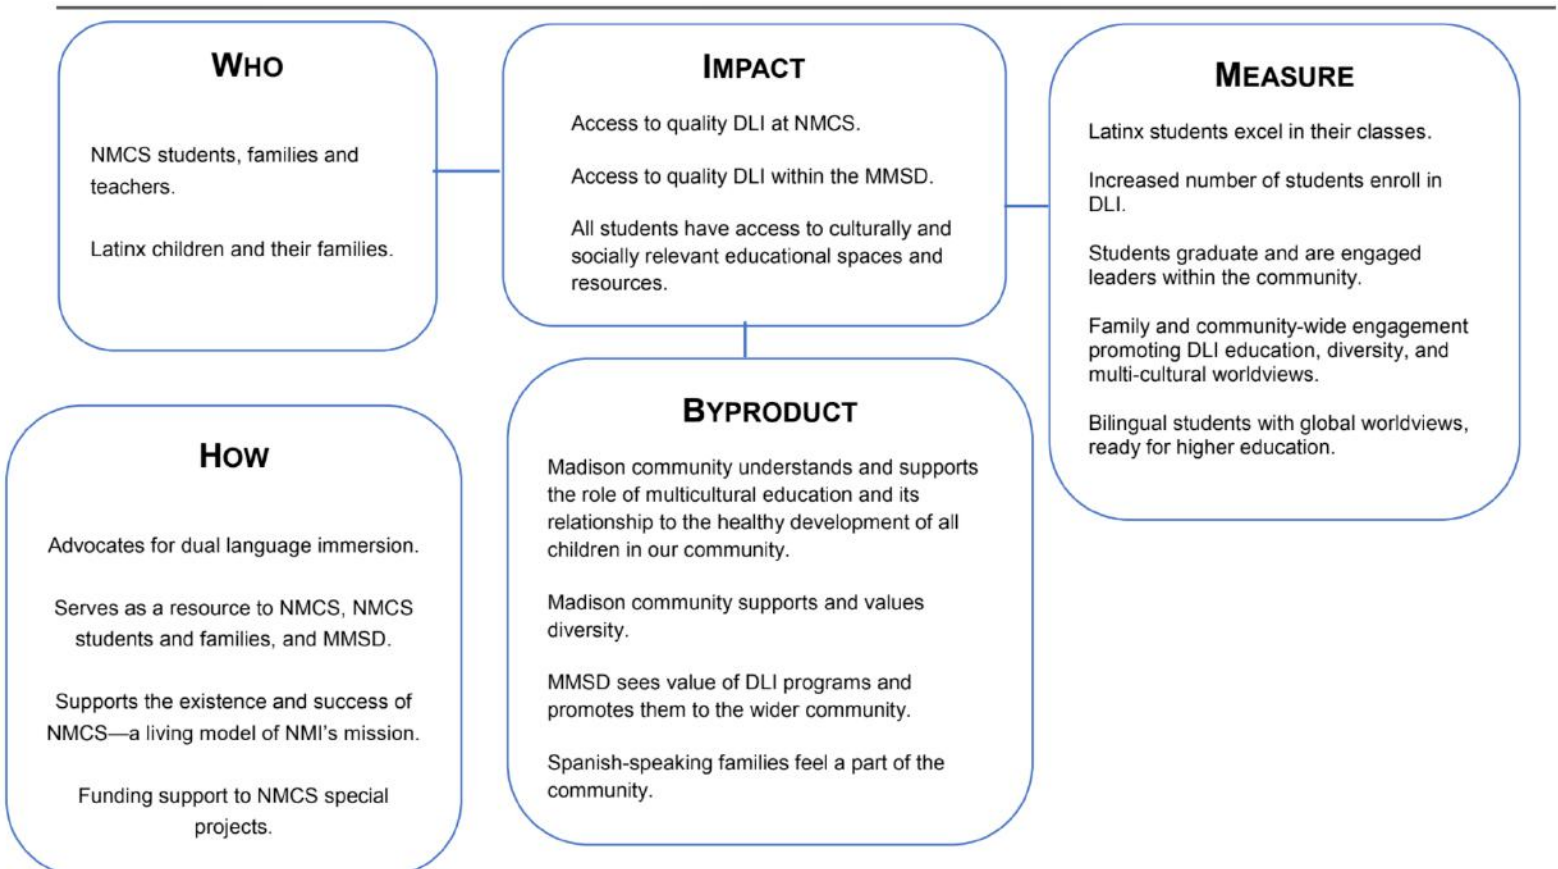 WHO
NMCS students, families and
teachers.
Latinx children and their families.
IMPACT
Access to quality DLI at NMCS.
Access to quality DLI within the MMSD.
All students have access to culturally and
socially relevant educational spaces and
resources.
MEASURE
Latinx students excel in their classes.
Increased number of students enroll in
DLI.
Students graduate and are engaged
leaders within the community.
Family and community-wide engagement
promoting DLI education, diversity, and
multi-cultural worldviews.
Bilingual students with global worldviews,
ready for higher education.
HOW
Advocates for dual language immersion.
Serves as a resource to NMCS, NMCS
students and families, and MMSD.
Supports the existence and success of
NMCS—a living model of NMI's mission.
Funding support to NMCS special
projects.
BYPRODUCT
Madison community understands and supports
the role of multicultural education and its
relationship to the healthy development of all
children in our community.
Madison community supports and values
diversity.
MMSD sees value of DLI programs and
promotes them to the wider community.
Spanish-speaking families feel a part of the
community.